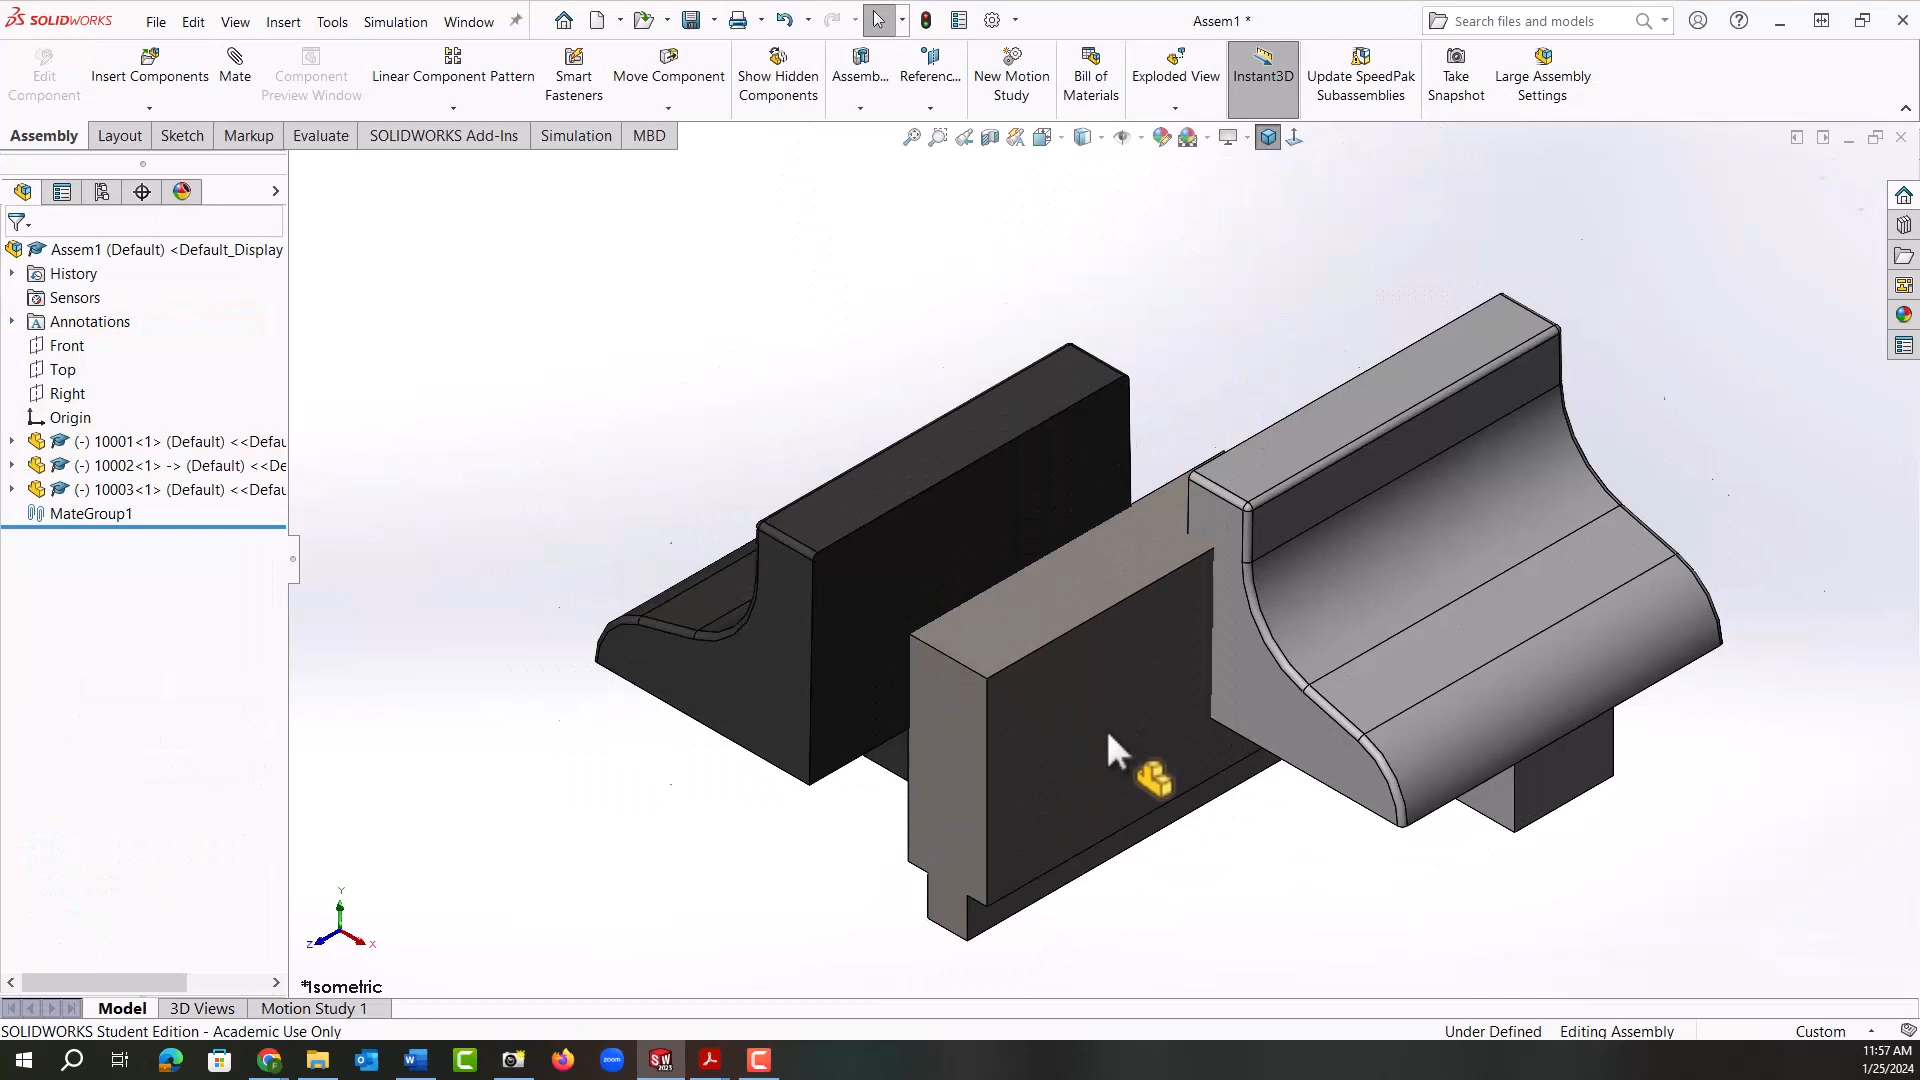 SOLIDWORKS File Edit View Insert Tools Simulation Window Assem1 * Search files and models
Edit Component
Insert Components
Mate
Component Preview Window
Linear Component Pattern
Smart Fasteners
Move Component
Show Hidden Components
Assemb...
Referenc...
New Motion Study
Bill of Materials
Exploded View
Instant3D
Update SpeedPak Subassemblies
Take Snapshot
Large Assembly Settings
Assembly Layout Sketch Markup Evaluate SOLIDWORKS Add-Ins Simulation MBD
Assem1 (Default) <Default_Display
History
Sensors
Annotations
Front
Top
Right
Origin
(-) 10001<1> (Default) <<Defau
(-) 10002<1> -> (Default) <<De
(-) 10003<1> (Default) <<Defau
MateGroup1
Y
Z
X
*Isometric
Model 3D Views Motion Study 1
SOLIDWORKS Student Edition - Academic Use Only Under Defined Editing Assembly Custom
zoom
SW 2023
11:57 AM
1/25/2024